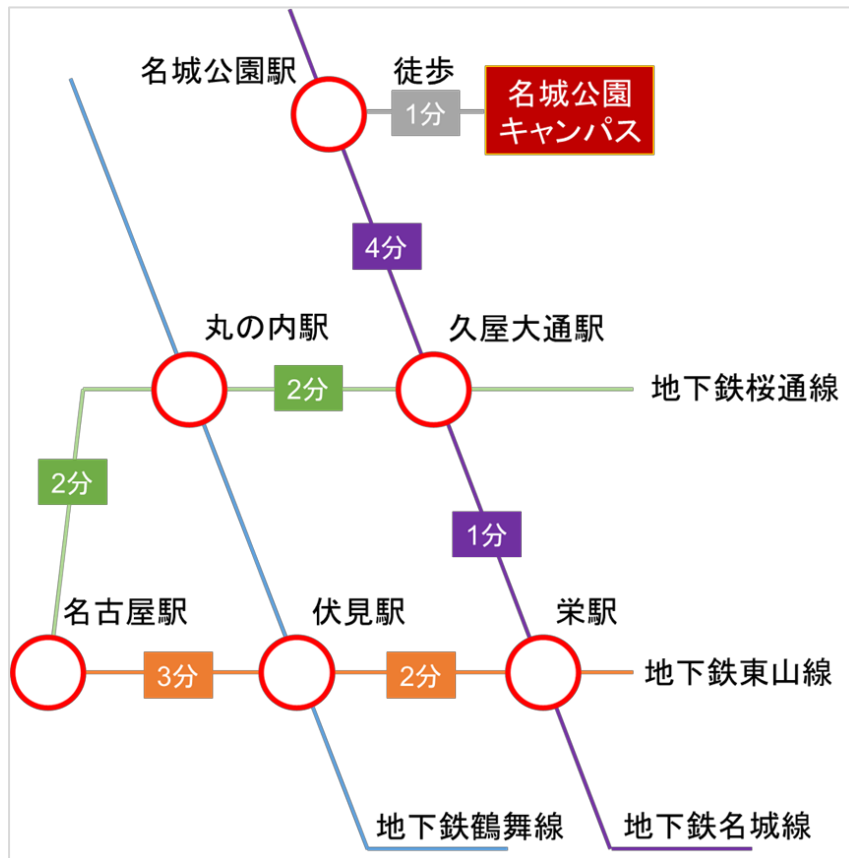 名城公園駅
徒歩
1分
名城公園
キャンパス
4分
丸の内駅
久屋大通駅
2分
地下鉄桜通線
2分
1分
名古屋駅
伏見駅
栄駅
3分
2分
地下鉄東山線
地下鉄鶴舞線
地下鉄名城線